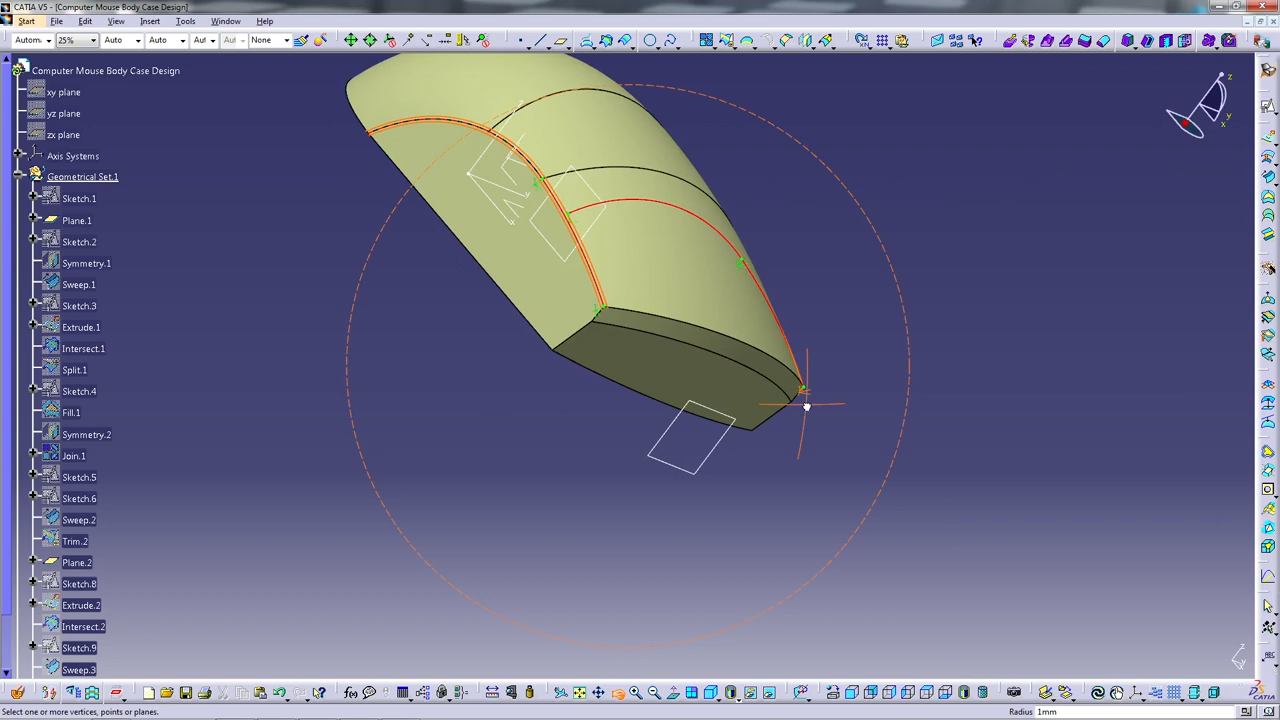 CATIA V5 - [Computer Mouse Body Case Design]
Start File Edit View Insert Tools Window Help
Autom 25% Auto Auto Aut Aut None
Computer Mouse Body Case Design
xy plane
yz plane
zx plane
Axis Systems
Geometrical Set.1
Sketch.1
Plane.1
Sketch.2
Symmetry.1
Sweep.1
Sketch.3
Extrude.1
Intersect.1
Split.1
Sketch.4
Fill.1
Symmetry.2
Join.1
Sketch.5
Sketch.6
Sweep.2
Trim.2
Plane.2
Sketch.8
Extrude.2
Intersect.2
Sketch.9
Sweep.3
Select one or more vertices, points or planes.
Radius 1mm